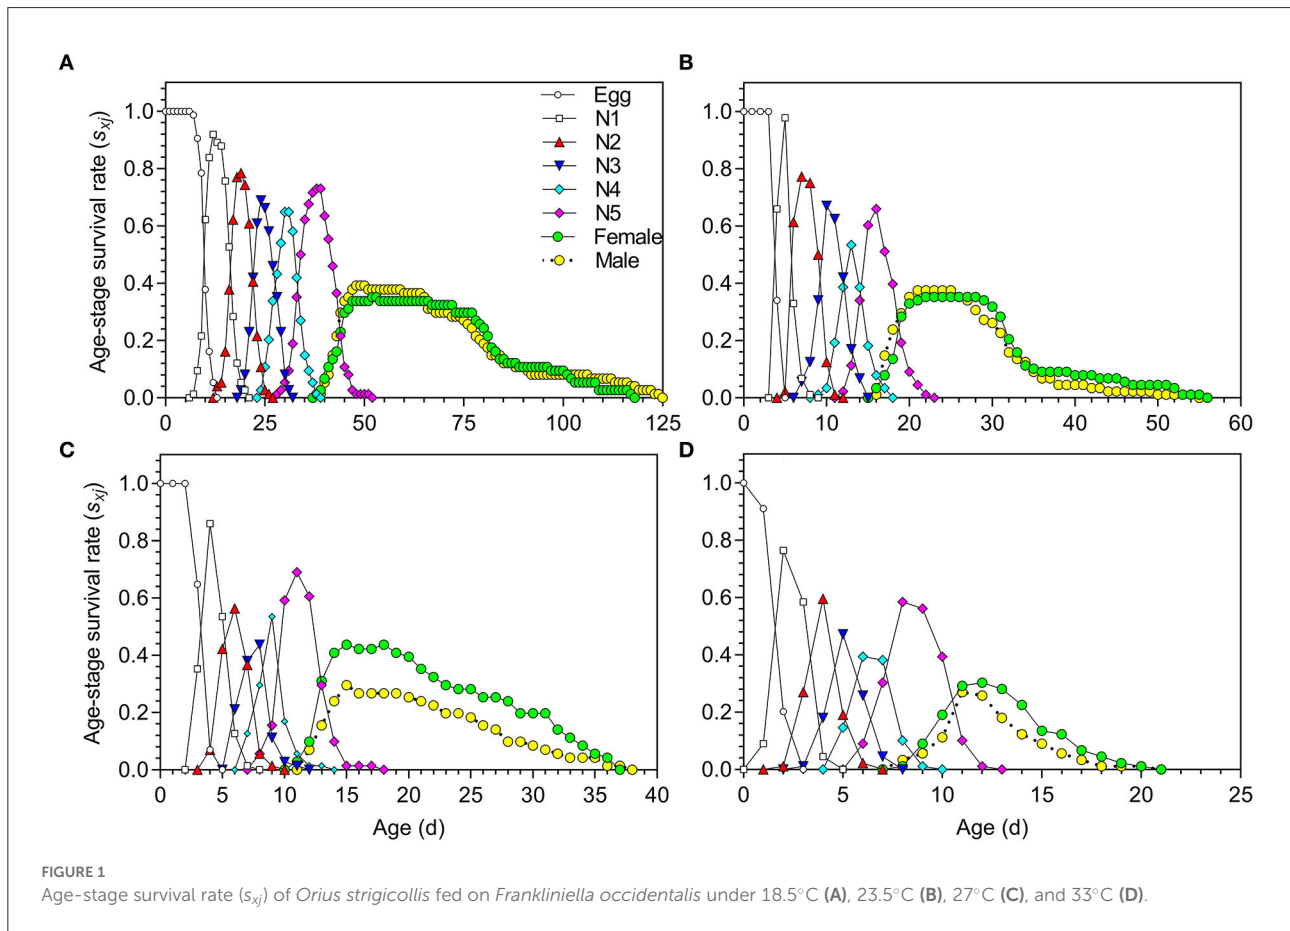 A
Age-stage survival rate (sxj)
1.0
0.8
0.6
0.4
0.2
0.0
0 25 50 75 100 125
Egg
N1
N2
N3
N4
N5
Female
Male
B
1.0
0.8
0.6
0.4
0.2
0.0
0 10 20 30 40 50 60
C
Age-stage survival rate (sxj)
1.0
0.8
0.6
0.4
0.2
0.0
0 5 10 15 20 25 30 35 40
Age (d)
D
1.0
0.8
0.6
0.4
0.2
0.0
0 5 10 15 20 25
Age (d)
FIGURE 1
Age-stage survival rate (sxj) of Orius strigicollis fed on Frankliniella occidentalis under 18.5°C (A), 23.5°C (B), 27°C (C), and 33°C (D).